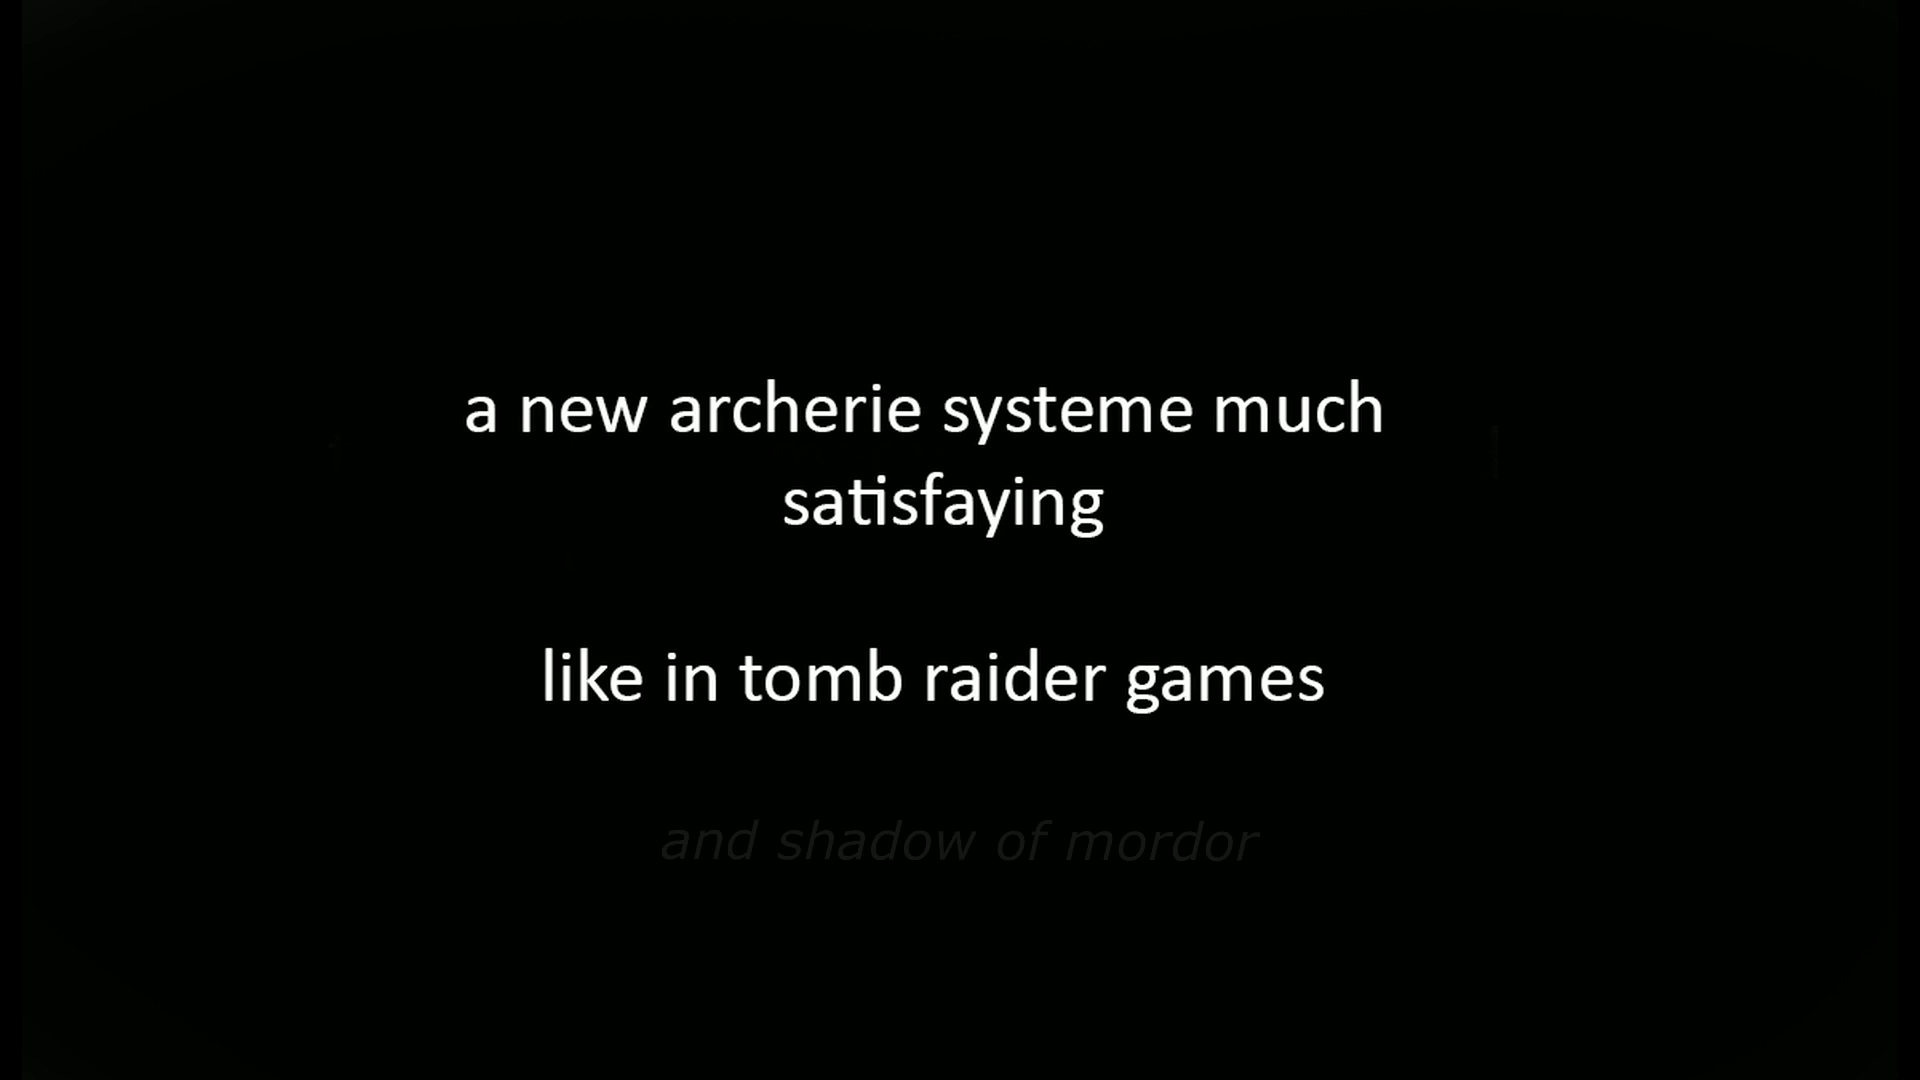 a new archerie systeme much
satisfaying
like in tomb raider games
and shadow of mordor